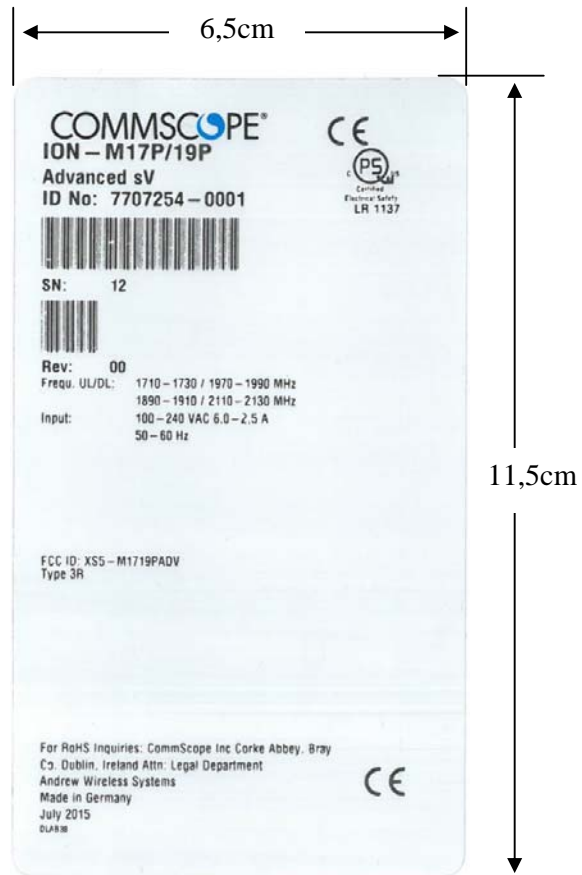 6,5cm
COMMSCOPE®
ION – M17P/19P
Advanced sV
ID No: 7707254 – 0001
SN: 12
Rev: 00
Frequ. UL/DL: 1710 – 1730 / 1970 – 1990 MHz
1890 – 1910 / 2110 – 2130 MHz
Input: 100 – 240 VAC 6.0 – 2.5 A
50 – 60 Hz
CE
c PS us
Certified
Electrical Safety
LR 1137
11,5cm
FCC ID: XS5 – M1719PADV
Type 3R
For RoHS Inquiries: CommScope Inc Corke Abbey, Bray
Co. Dublin, Ireland Attn: Legal Department
Andrew Wireless Systems
Made in Germany
July 2015
DLAB38
CE